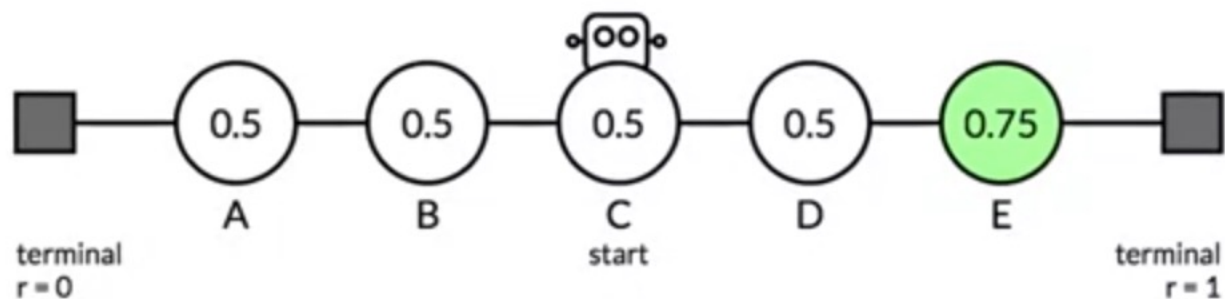 0.5 0.5 0.5 0.5 0.75
A B C D E
terminal start terminal
r = 0 r = 1